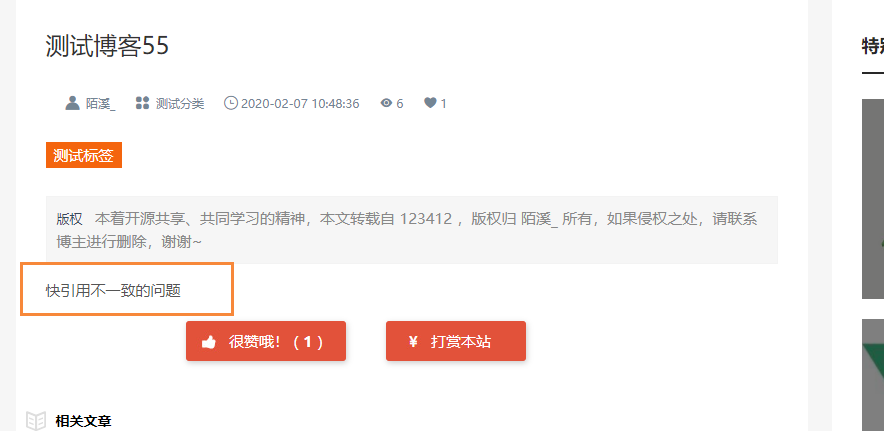 测试博客55
特别
陌溪_ 测试分类 2020-02-07 10:48:36 6 1
测试标签
版权 本着开源共享、共同学习的精神，本文转载自 123412 ，版权归 陌溪_ 所有，如果侵权之处，请联系
博主进行删除，谢谢~
快引用不一致的问题
很赞哦! ( 1 ) ¥ 打赏本站
相关文章